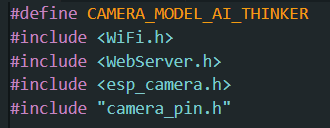 #define CAMERA_MODEL_AI_THINKER
#include <WiFi.h>
#include <WebServer.h>
#include <esp_camera.h>
#include "camera_pin.h"